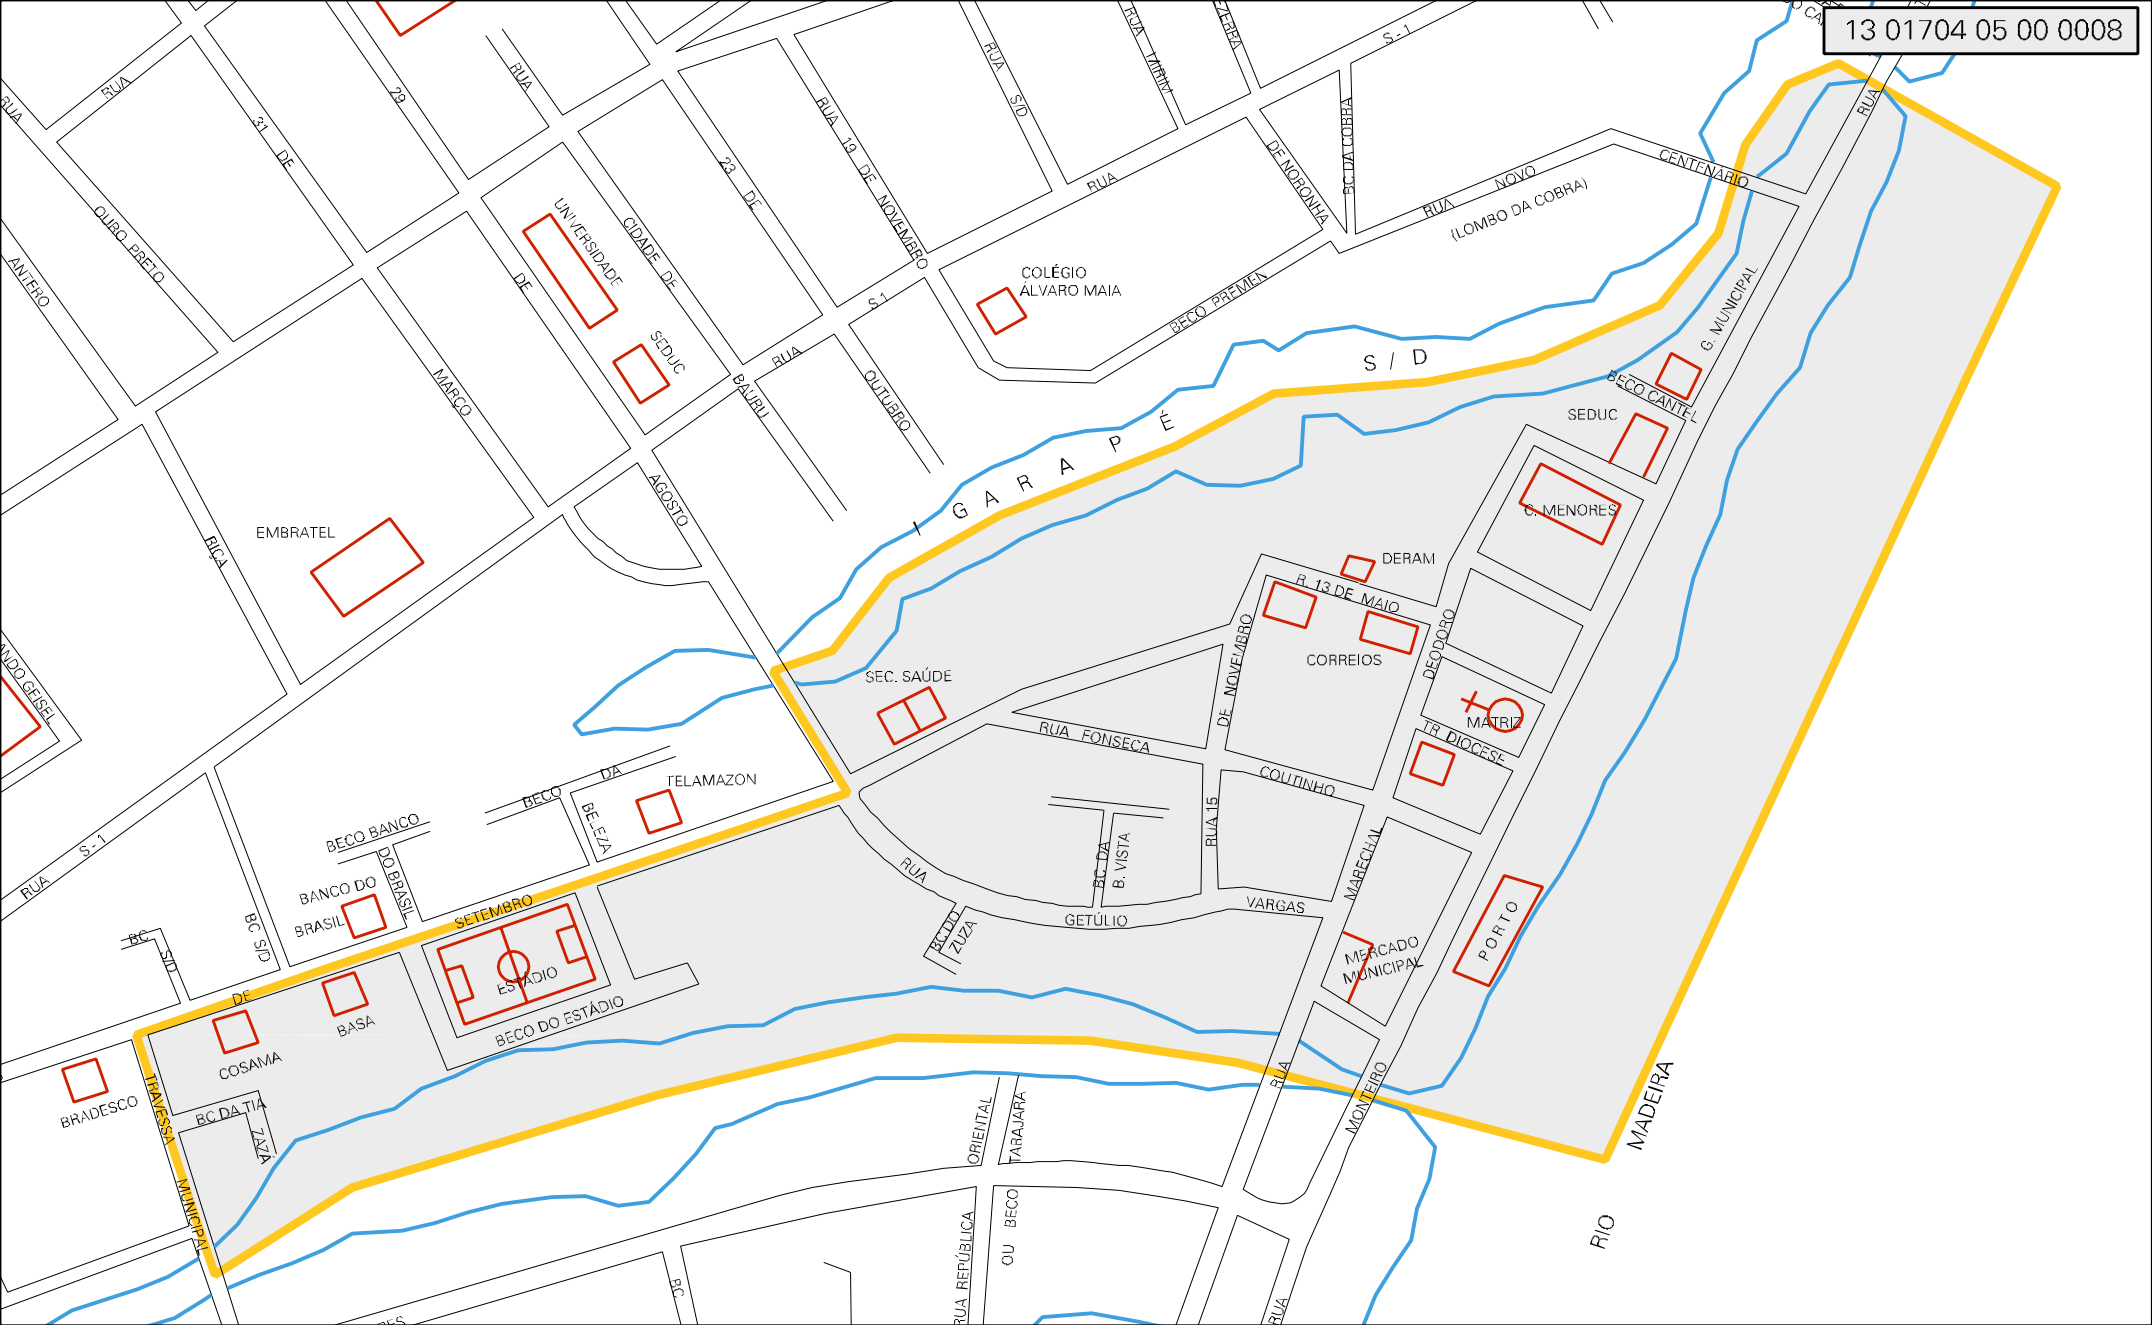 13 01704 05 00 0008
RUA
RUA
31 DE
29
RUA
RUA S/D
RUA MIRIM
S-1
RUA
OURO PRETO
ANTERO
UNIVERSIDADE
CIDADE DE
BAURU
23 DE
OUTUBRO
RUA 19 DE NOVEMBRO
RUA
DE NORONHA
BC DA COBRA
RUA NOVO
CENTENÁRIO
(LOMBO DA COBRA)
RUA
COLÉGIO
ÁLVARO MAIA
BECO PREMEN
S1
RUA
SEDUC
DE
MARÇO
AGOSTO
G. MUNICIPAL
BECO CANTEL
SEDUC
C. MENORES
IGARAPÉ S/D
EMBRATEL
RIÇA
DERAM
R. 13 DE MAIO
CORREIOS
DE NOVEMBRO
DEODORO
SEC. SAÚDE
MATRIZ
TR. DIOCESE
RUA FONSECA
COUTINHO
RUA 15
BC. DA
B. VISTA
TELAMAZON
BECO DA
BELEZA
BECO BANCO
DO BRASIL
BANCO DO
BRASIL
S-1
RUA
BC S/D
BC
S/D
SETEMBRO
DE
ESTÁDIO
BECO DO ESTÁDIO
BASA
COSAMA
BRADESCO
BC DA TIA
ZAZÁ
TRAVESSA
MUNICIPAL
RUA
GETÚLIO
VARGAS
BC DO
ZUZA
MARECHAL
MERCADO
MUNICIPAL
PORTO
RUA
MONTEIRO
RIO MADEIRA
ORIENTAL
TARAJARA
RUA REPÚBLICA
OU BECO
BC
RUA